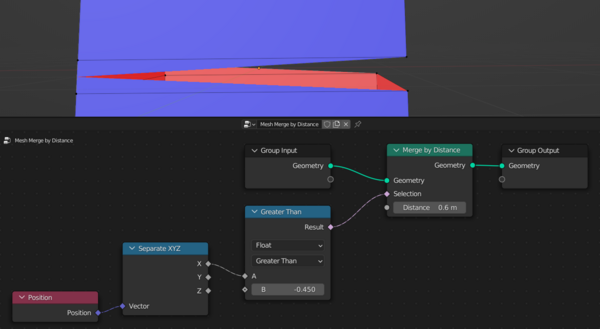 Mesh Merge by Distance
Mesh Merge by Distance
Group Input
Geometry
Merge by Distance
Geometry
Geometry
Selection
Distance 0.6 m
Group Output
Geometry
Greater Than
Result
Float
Greater Than
A
B -0.450
Separate XYZ
X
Y
Z
Vector
Position
Position